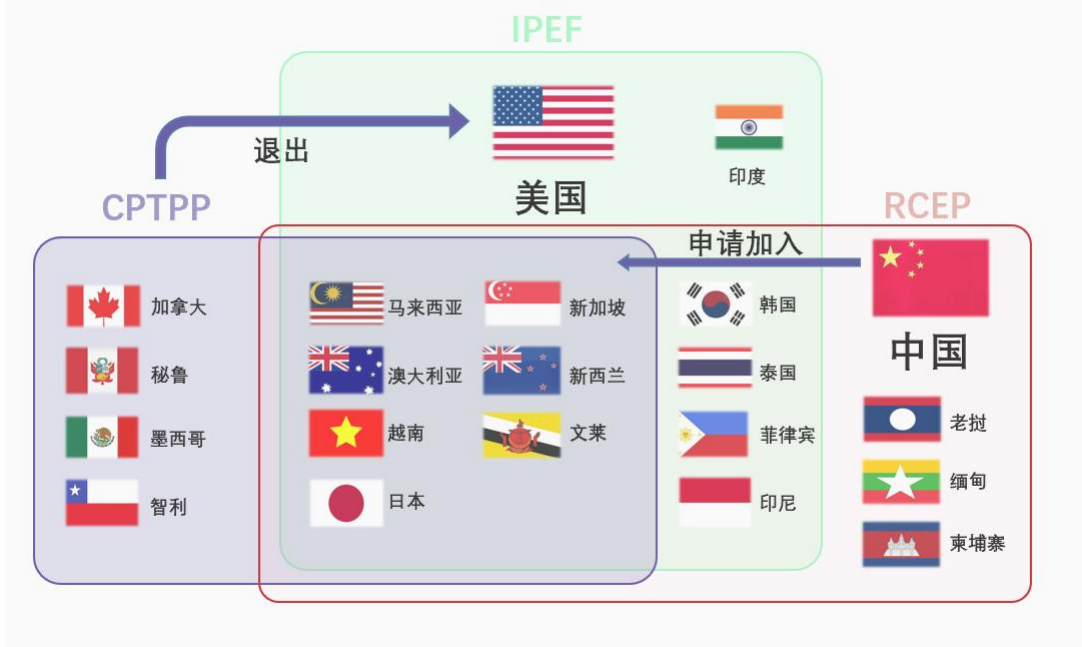 IPEF
退出
美国
印度
CPTPP
RCEP
申请加入
加拿大
马来西亚
新加坡
韩国
中国
秘鲁
澳大利亚
新西兰
泰国
墨西哥
越南
文莱
菲律宾
老挝
智利
日本
印尼
缅甸
柬埔寨